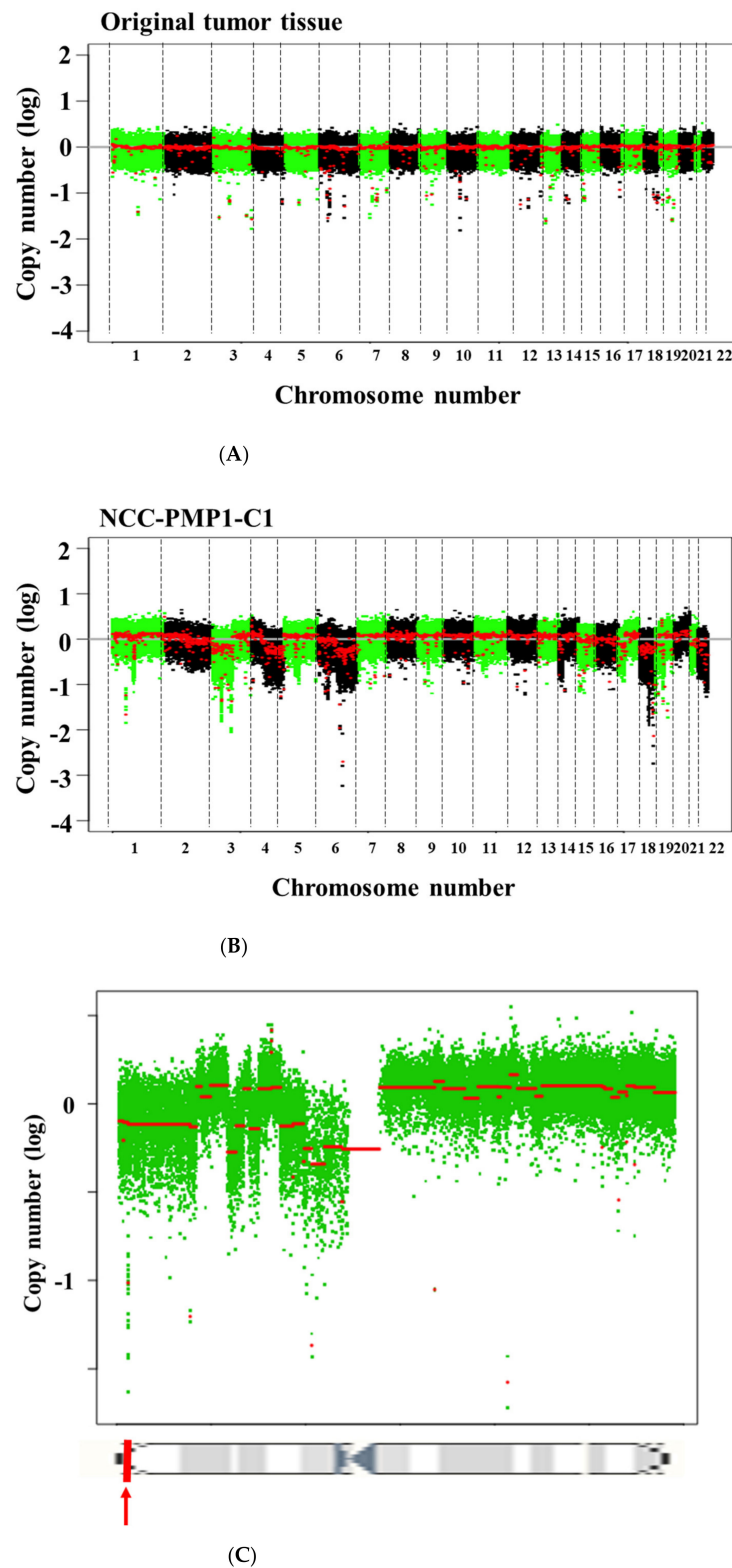 Original tumor tissue
2
1
0
-1
-2
-3
-4
Copy number (log)
1 2 3 4 5 6 7 8 9 10 11 12 13 14 15 16 17 18 19 20 21 22
Chromosome number
(A)
NCC-PMP1-C1
2
1
0
-1
-2
-3
-4
Copy number (log)
1 2 3 4 5 6 7 8 9 10 11 12 13 14 15 16 17 18 19 20 21 22
Chromosome number
(B)
0
-1
Copy number (log)
(C)